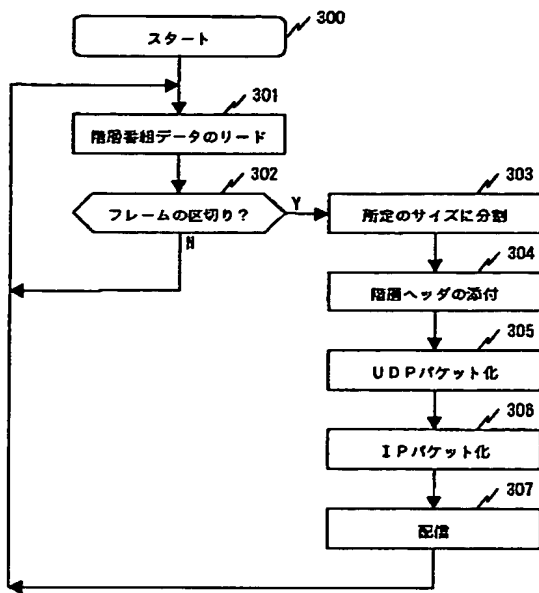 300
スタート
301
階層番組データのリード
302
フレームの区切り?
Y
N
303
所定のサイズに分割
304
階層ヘッダの添付
305
UDPパケット化
306
IPパケット化
307
配信